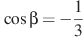 cos β = −1/3